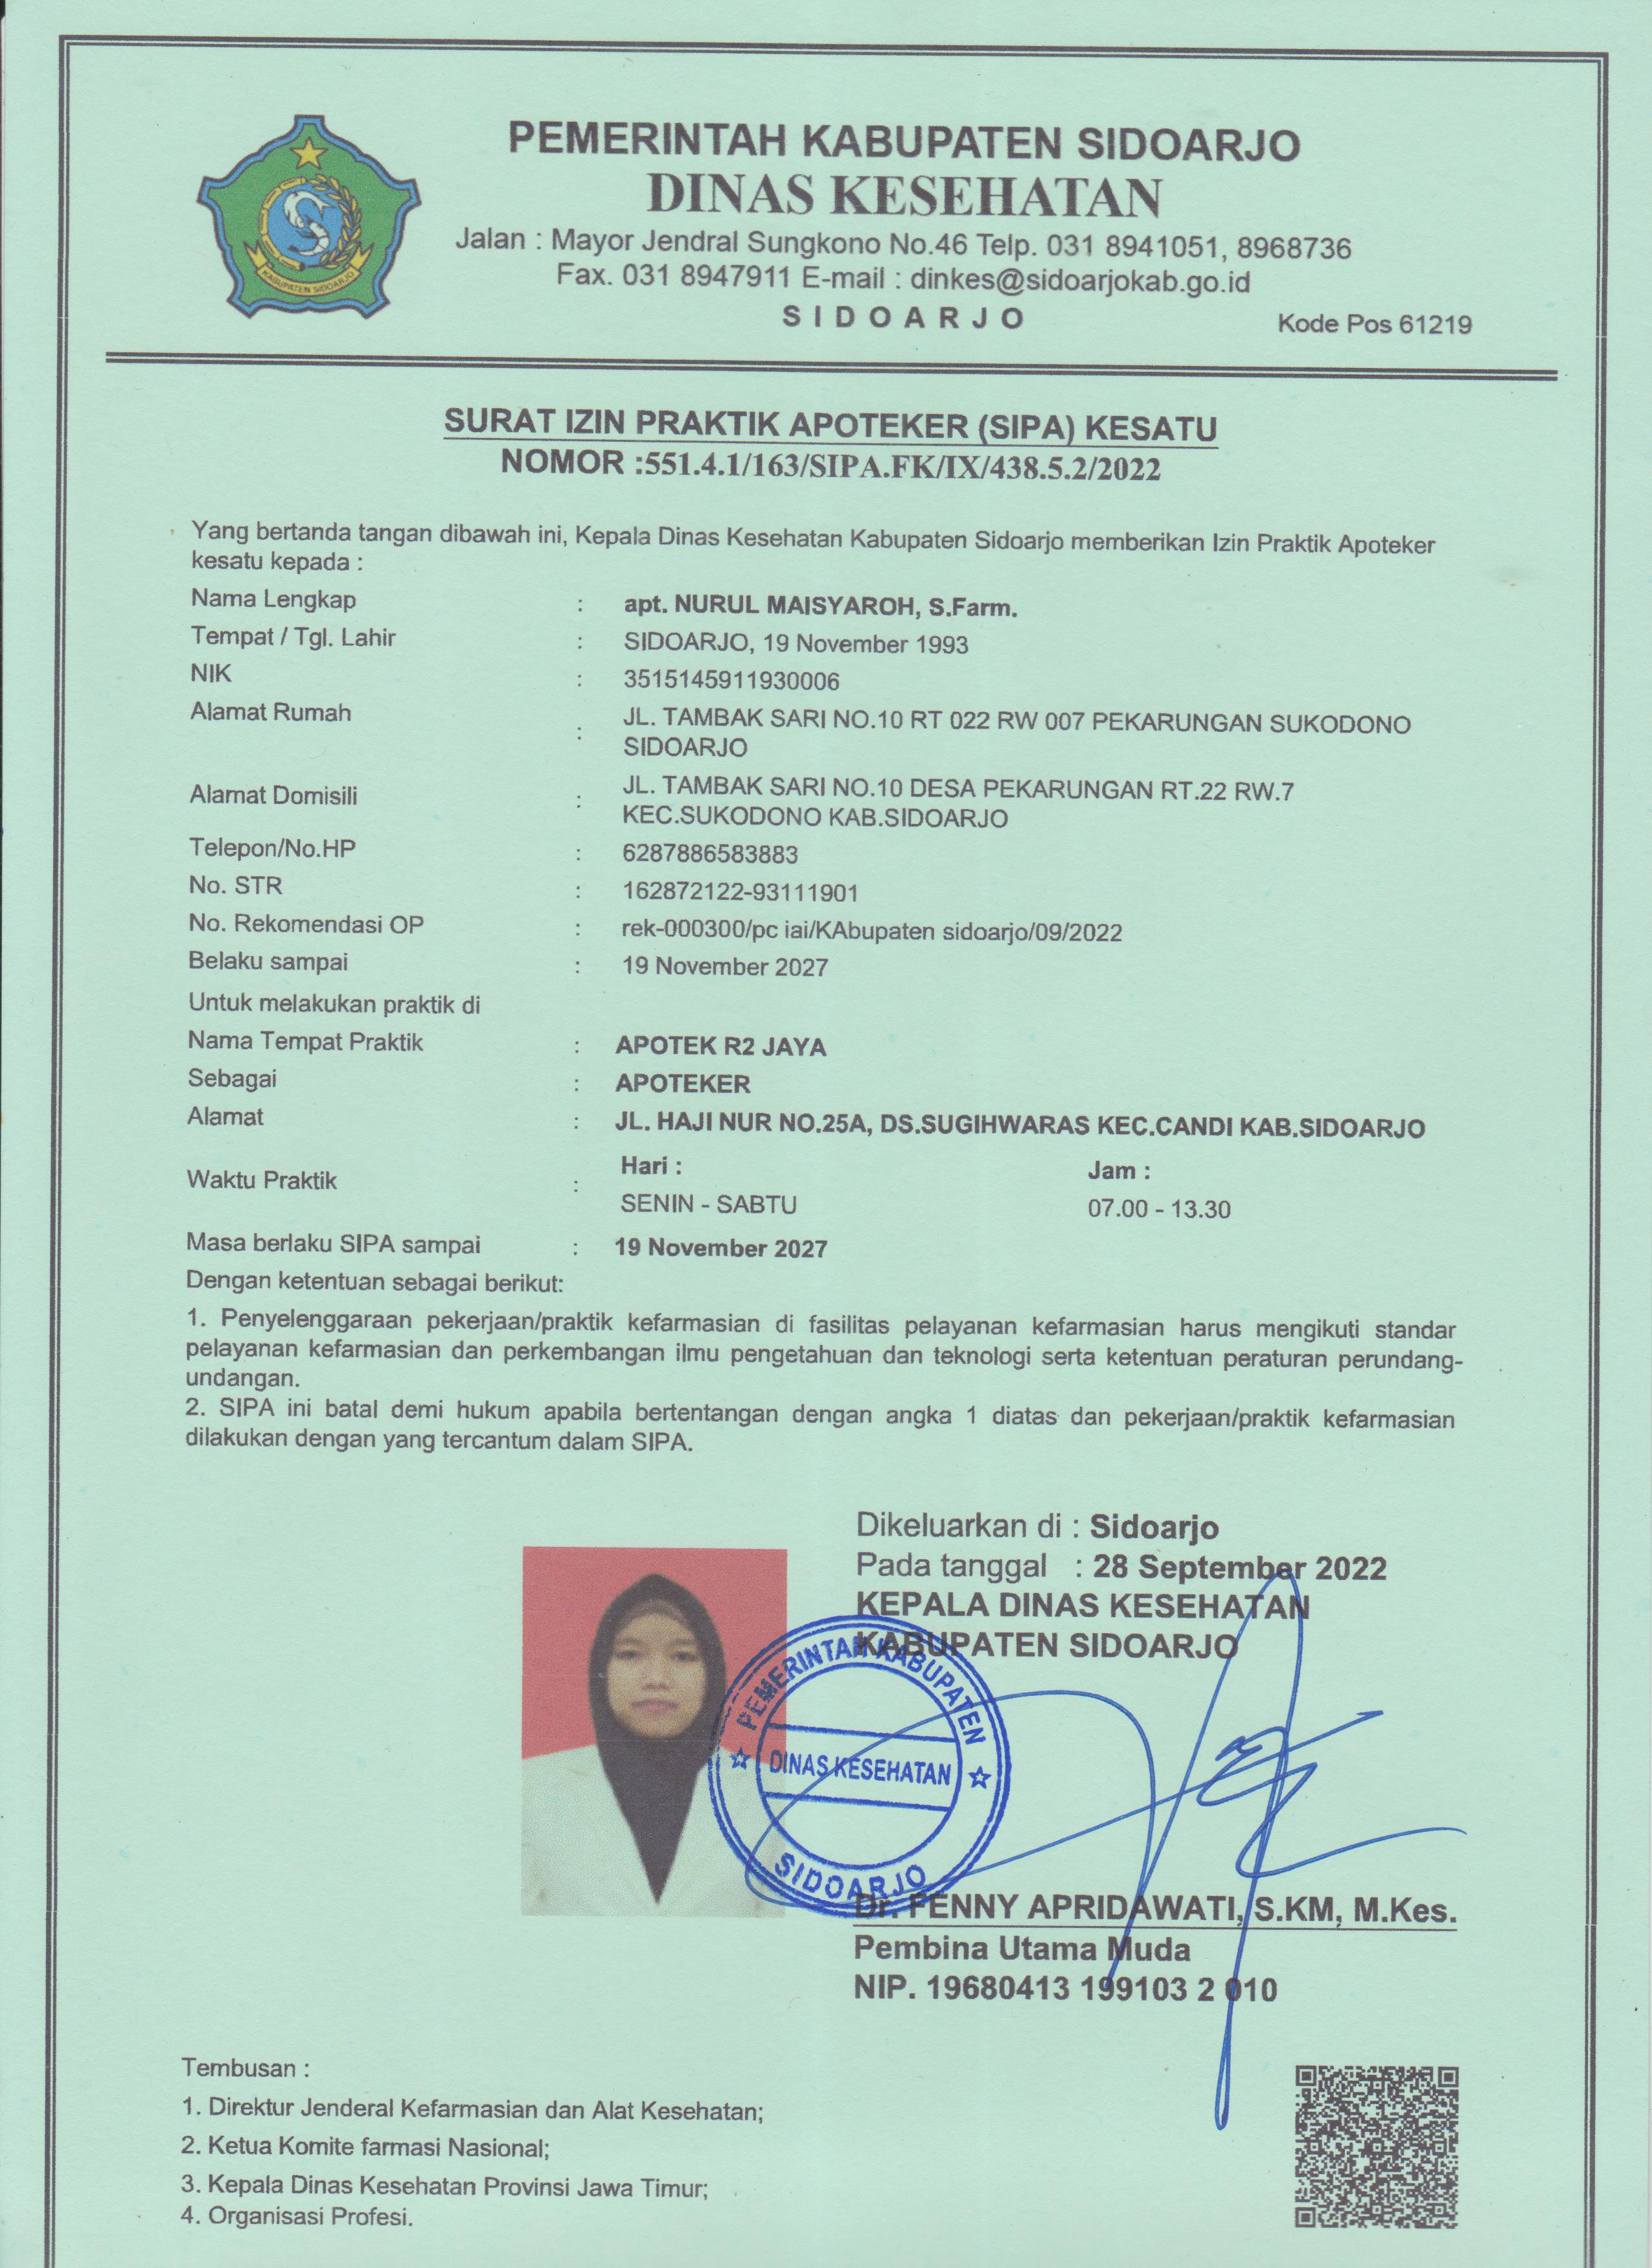 PEMERINTAH KABUPATEN SIDOARJO
DINAS KESEHATAN
Jalan : Mayor Jendral Sungkono No.46 Telp. 031 8941051, 8968736
Fax. 031 8947911 E-mail : dinkes@sidoarjokab.go.id
SIDOARJO
Kode Pos 61219
KABUPATEN SIDOARJO
SURAT IZIN PRAKTIK APOTEKER (SIPA) KESATU
NOMOR :551.4.1/163/SIPA.FK/IX/438.5.2/2022
Yang bertanda tangan dibawah ini, Kepala Dinas Kesehatan Kabupaten Sidoarjo memberikan Izin Praktik Apoteker
kesatu kepada :
Nama Lengkap : apt. NURUL MAISYAROH, S.Farm.
Tempat / Tgl. Lahir : SIDOARJO, 19 November 1993
NIK : 3515145911930006
Alamat Rumah : JL. TAMBAK SARI NO.10 RT 022 RW 007 PEKARUNGAN SUKODONO
SIDOARJO
Alamat Domisili : JL. TAMBAK SARI NO.10 DESA PEKARUNGAN RT.22 RW.7
KEC.SUKODONO KAB.SIDOARJO
Telepon/No.HP : 6287886583883
No. STR : 162872122-93111901
No. Rekomendasi OP : rek-000300/pc iai/KAbupaten sidoarjo/09/2022
Belaku sampai : 19 November 2027
Untuk melakukan praktik di
Nama Tempat Praktik : APOTEK R2 JAYA
Sebagai : APOTEKER
Alamat : JL. HAJI NUR NO.25A, DS.SUGIHWARAS KEC.CANDI KAB.SIDOARJO
Waktu Praktik : Hari : Jam :
SENIN - SABTU 07.00 - 13.30
Masa berlaku SIPA sampai : 19 November 2027
Dengan ketentuan sebagai berikut:
1. Penyelenggaraan pekerjaan/praktik kefarmasian di fasilitas pelayanan kefarmasian harus mengikuti standar
pelayanan kefarmasian dan perkembangan ilmu pengetahuan dan teknologi serta ketentuan peraturan perundang-
undangan.
2. SIPA ini batal demi hukum apabila bertentangan dengan angka 1 diatas dan pekerjaan/praktik kefarmasian
dilakukan dengan yang tercantum dalam SIPA.
Dikeluarkan di : Sidoarjo
Pada tanggal : 28 September 2022
KEPALA DINAS KESEHATAN
KABUPATEN SIDOARJO
PEMERINTAH KABUPATEN
DINAS KESEHATAN
SIDOARJO
Dr. FENNY APRIDAWATI, S.KM, M.Kes.
Pembina Utama Muda
NIP. 19680413 199103 2 010
Tembusan :
1. Direktur Jenderal Kefarmasian dan Alat Kesehatan;
2. Ketua Komite farmasi Nasional;
3. Kepala Dinas Kesehatan Provinsi Jawa Timur;
4. Organisasi Profesi.